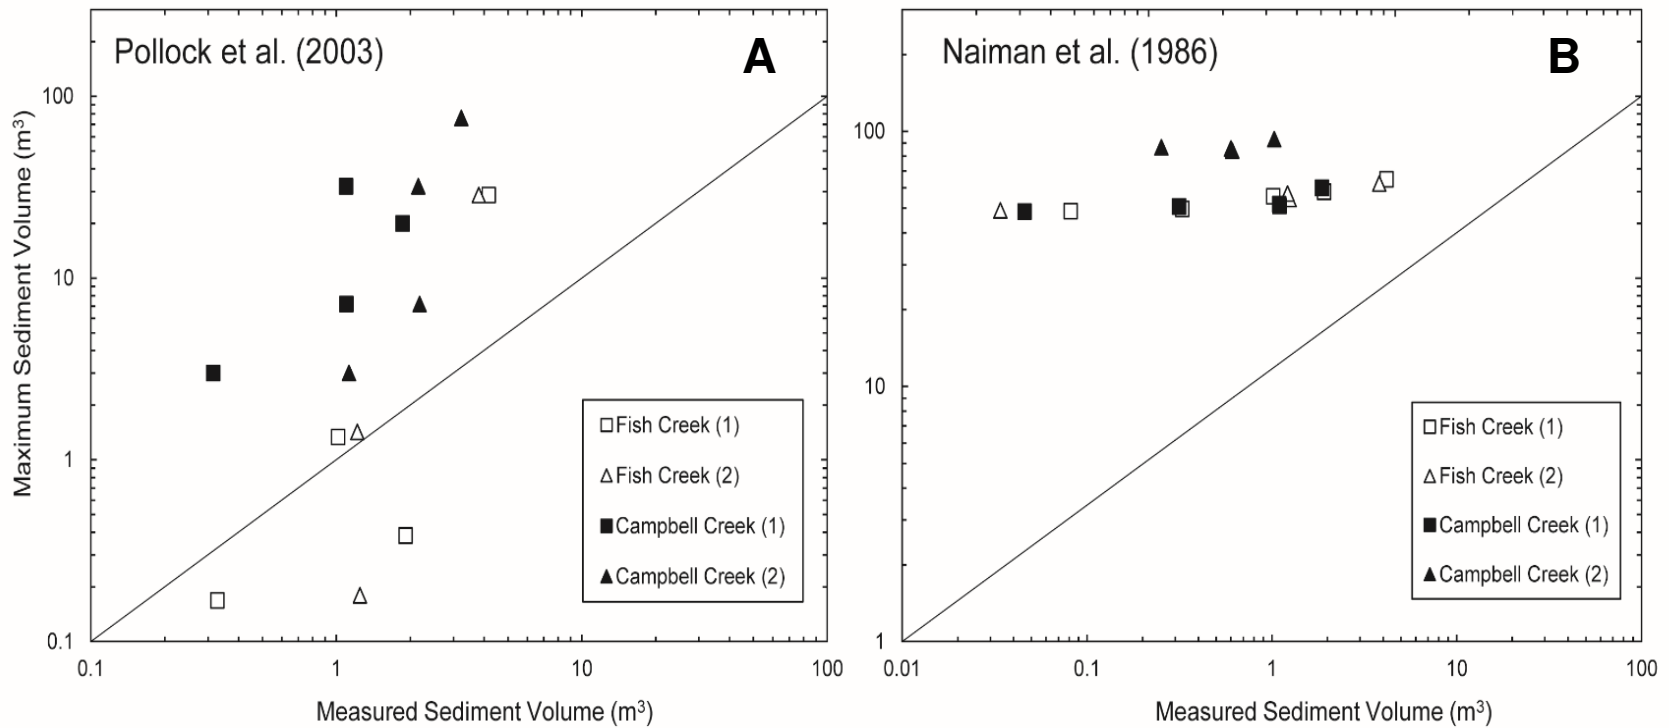 Pollock et al. (2003)
A
Maximum Sediment Volume (m³)
100
10
1
0.1
0.1
1
10
100
Measured Sediment Volume (m³)
Fish Creek (1)
Fish Creek (2)
Campbell Creek (1)
Campbell Creek (2)
Naiman et al. (1986)
B
100
10
1
0.01
0.1
1
10
100
Measured Sediment Volume (m³)
Fish Creek (1)
Fish Creek (2)
Campbell Creek (1)
Campbell Creek (2)